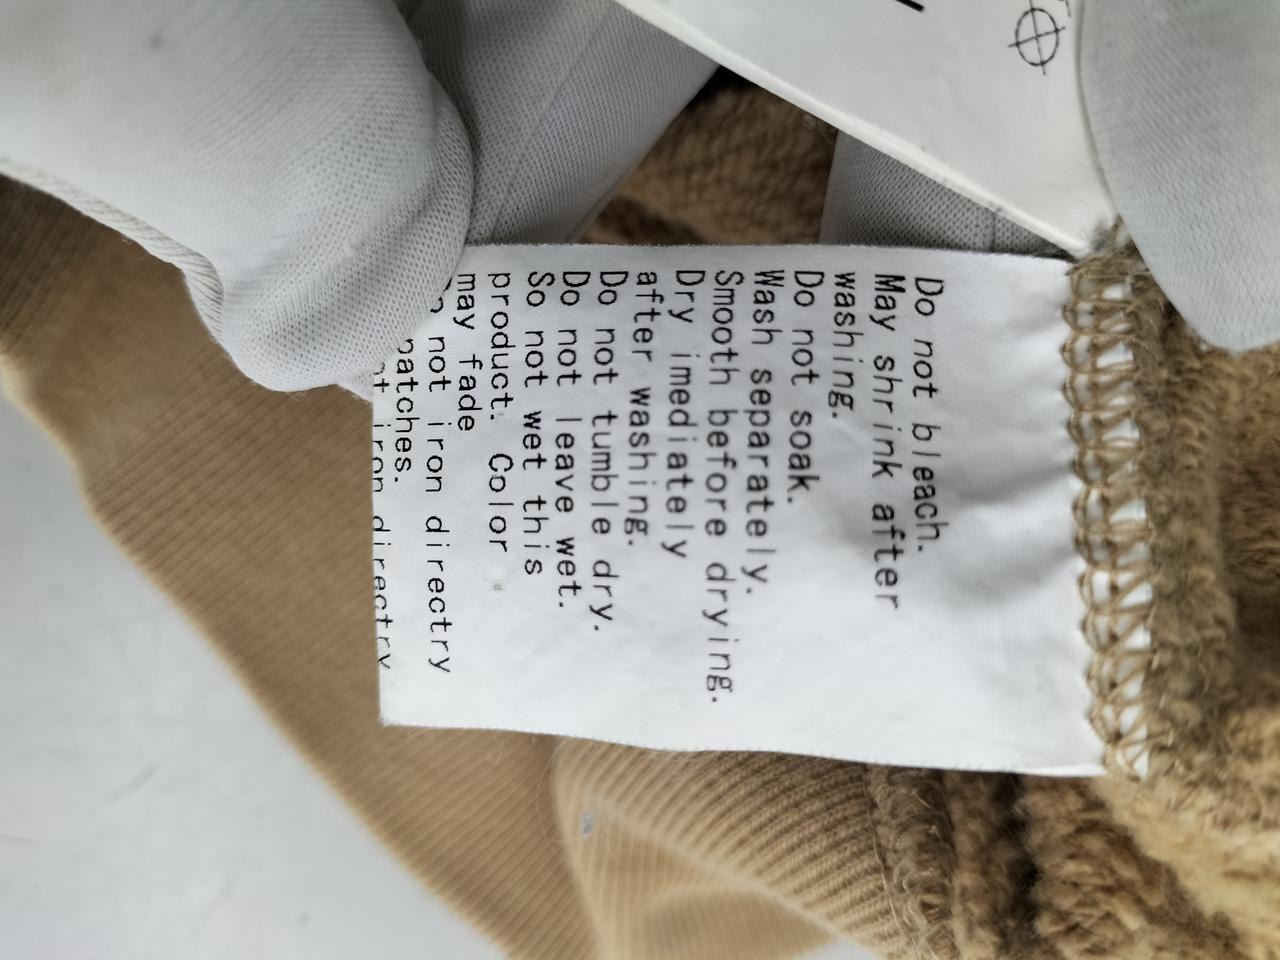 Do not bleach.
May shrink after
washing.
Do not soak.
Wash separately.
Smooth before drying.
Dry imediately
after washing.
Do not tumble dry.
Do not leave wet.
So not wet this
product. Color
may fade
not iron directry
patches.
iron directry